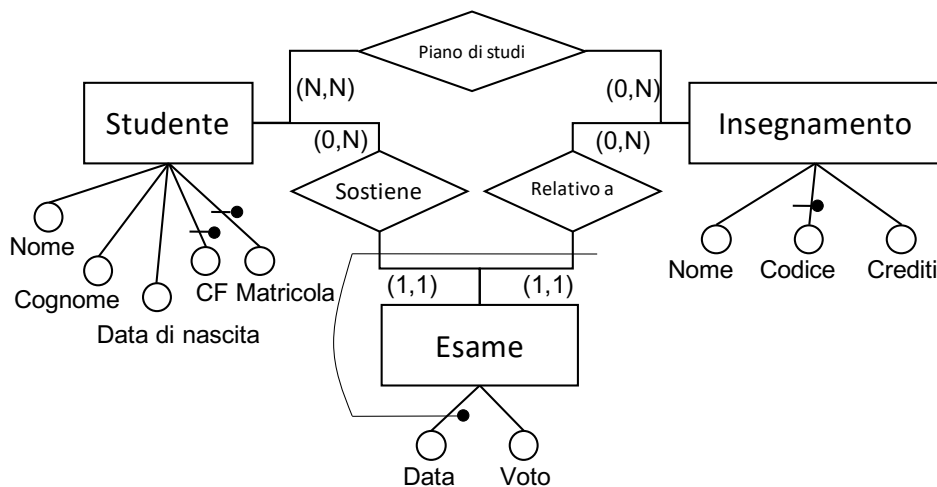 Piano di studi
(N,N)
(0,N)
Studente
Insegnamento
(0,N)
(0,N)
Sostiene
Relativo a
Nome
Cognome
Data di nascita
CF Matricola
Nome
Codice
Crediti
(1,1)
(1,1)
Esame
Data
Voto